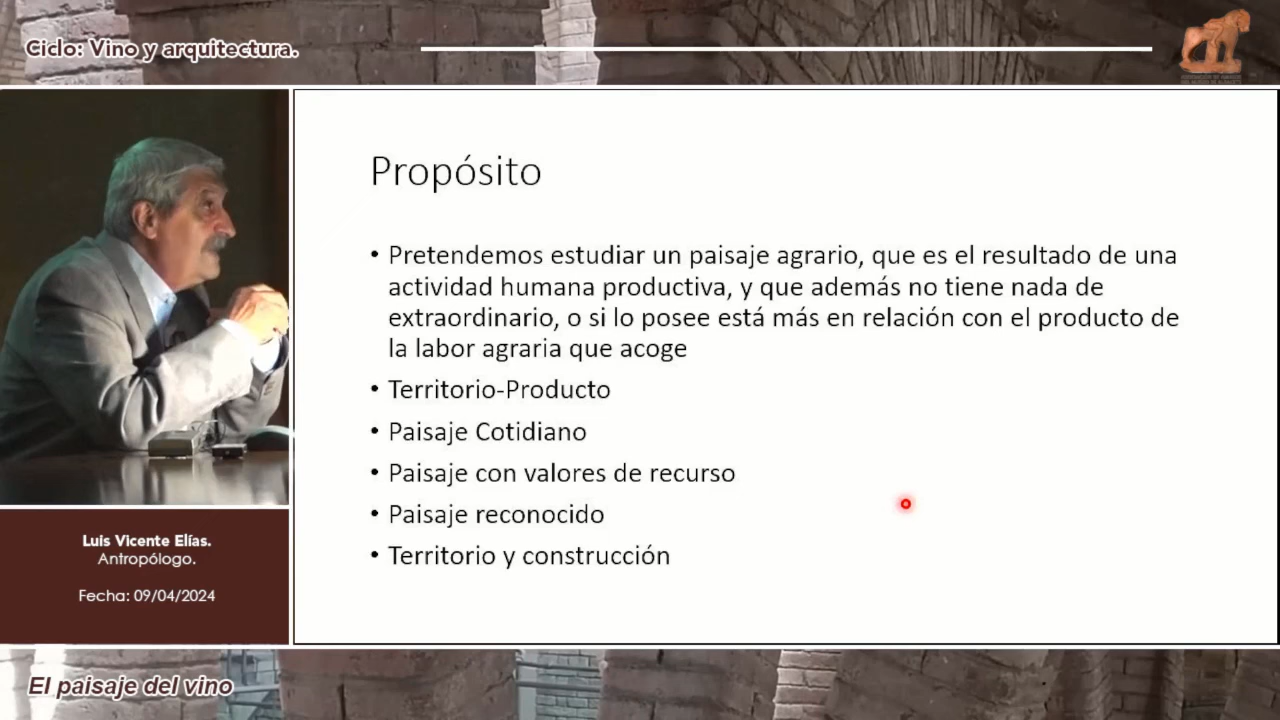 Ciclo: Vino y arquitectura.
Propósito
• Pretendemos estudiar un paisaje agrario, que es el resultado de una
actividad humana productiva, y que además no tiene nada de
extraordinario, o si lo posee está más en relación con el producto de
la labor agraria que acoge
• Territorio-Producto
• Paisaje Cotidiano
• Paisaje con valores de recurso
• Paisaje reconocido
• Territorio y construcción
Luis Vicente Elías.
Antropólogo.
Fecha: 09/04/2024
El paisaje del vino